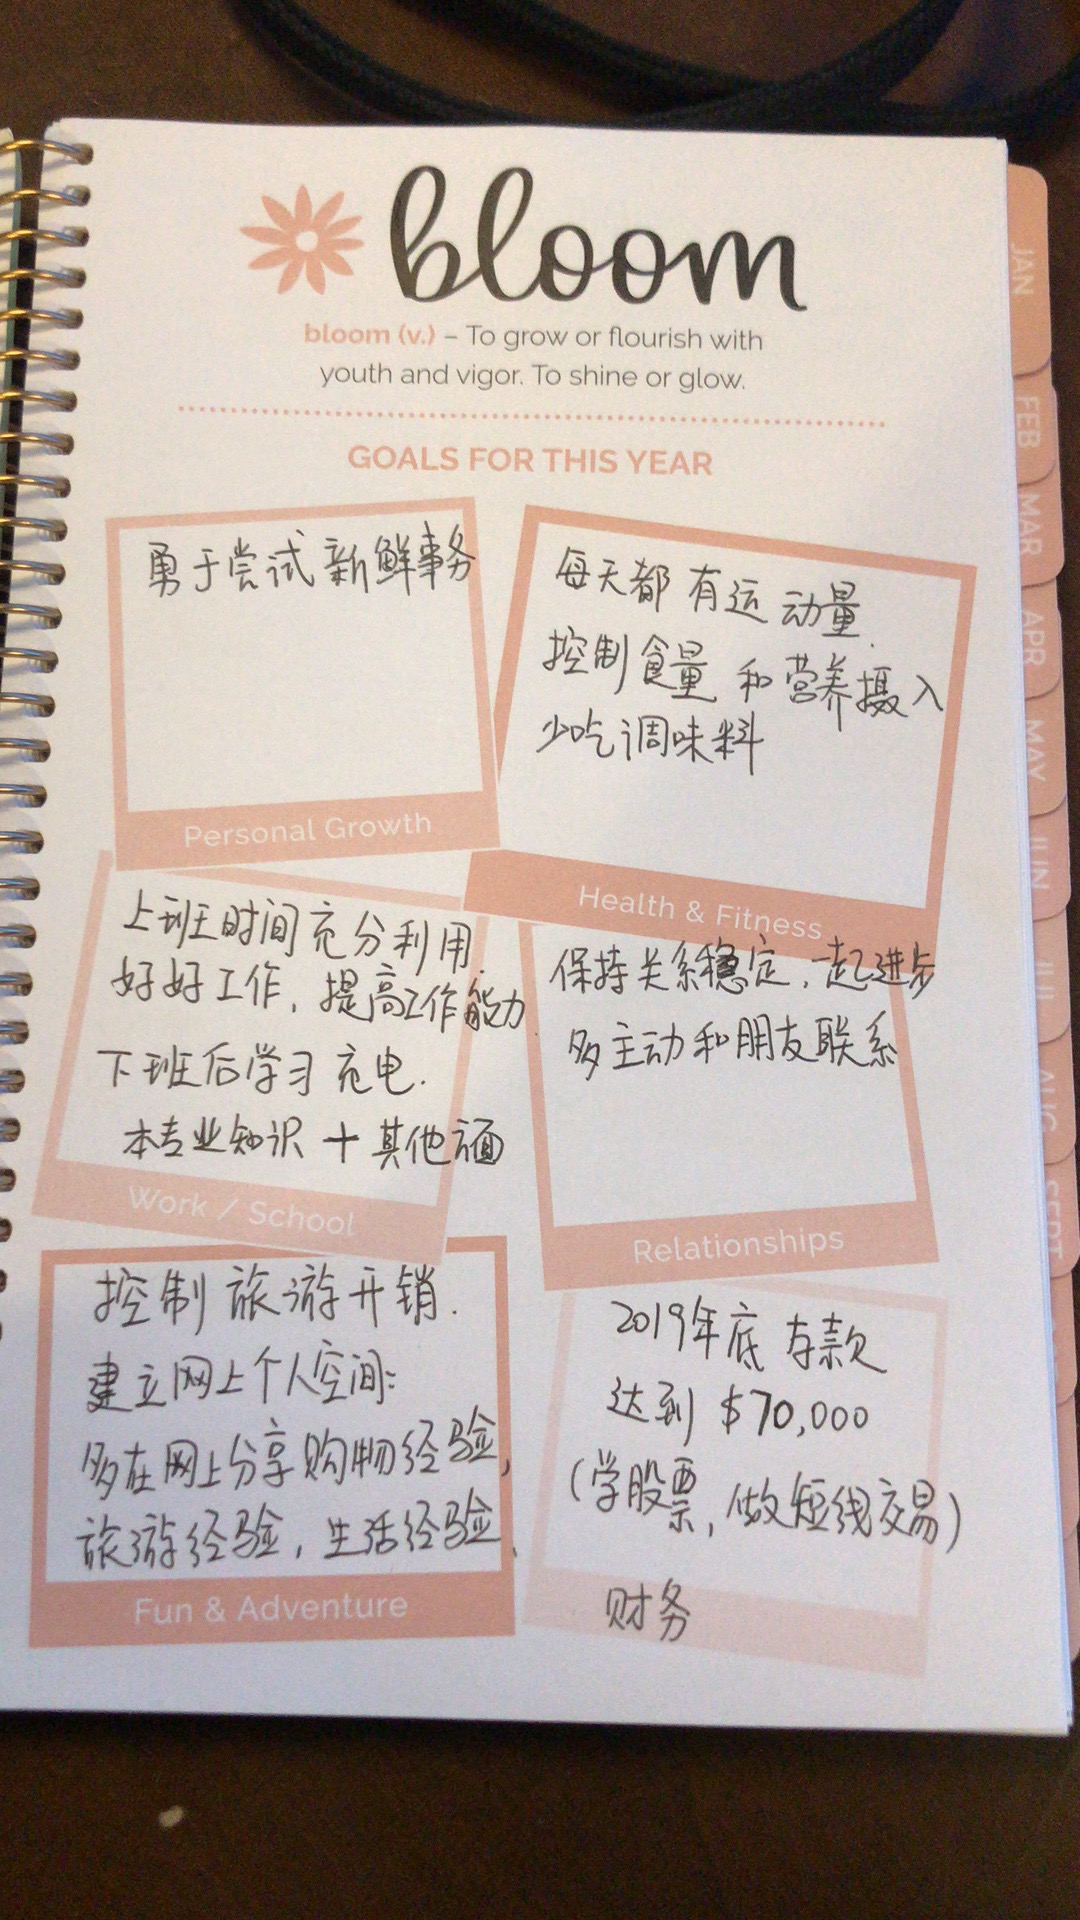 bloom
bloom (v.) – To grow or flourish with
youth and vigor. To shine or glow.
GOALS FOR THIS YEAR
勇于尝试新鲜事务
Personal Growth
每天都有运动量.
控制食量和营养摄入
少吃调味料
Health & Fitness
上班时间充分利用.
好好工作，提高工作能力.
下班后学习充电.
本专业知识 + 其他方面
Work / School
保持关系稳定，一起进步
多主动和朋友联系
Relationships
控制旅游开销.
建立网上个人空间:
多在网上分享购物经验，
旅游经验，生活经验.
Fun & Adventure
2019年底存款
达到 $70,000
(学股票，做短线交易)
财务
JAN
FEB
MAR
APR
MAY
JUN
JUL
AUG
SEPT